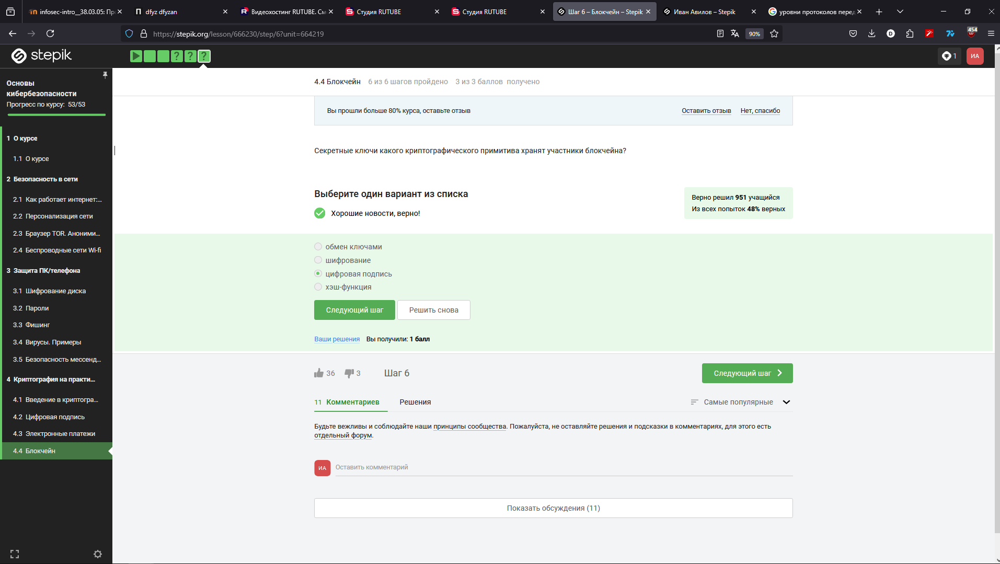 infosec-intro__38.03.05: Пр
dfyz dfyzan
Видеохостинг RUTUBE. См
Студия RUTUBE
Студия RUTUBE
Шаг 6 – Блокчейн – Stepik
Иван Авилов – Stepik
уровни протоколов перед
https://stepik.org/lesson/666230/step/6?unit=664219
90%
454
stepik
? ? ?
1
ИА
Основы
кибербезопасности
Прогресс по курсу: 53/53
1 О курсе
1.1 О курсе
2 Безопасность в сети
2.1 Как работает интернет:...
2.2 Персонализация сети
2.3 Браузер TOR. Аноними...
2.4 Беспроводные сети Wi-fi
3 Защита ПК/телефона
3.1 Шифрование диска
3.2 Пароли
3.3 Фишинг
3.4 Вирусы. Примеры
3.5 Безопасность мессенд...
4 Криптография на практи...
4.1 Введение в криптогра...
4.2 Цифровая подпись
4.3 Электронные платежи
4.4 Блокчейн
4.4 Блокчейн 6 из 6 шагов пройдено 3 из 3 баллов получено
Вы прошли больше 80% курса, оставьте отзыв
Оставить отзыв Нет, спасибо
Секретные ключи какого криптографического примитива хранят участники блокчейна?
Выберите один вариант из списка
Хорошие новости, верно!
Верно решил 951 учащийся
Из всех попыток 48% верных
обмен ключами
шифрование
цифровая подпись
хэш-функция
Следующий шаг Решить снова
Ваши решения Вы получили: 1 балл
36 3 Шаг 6
Следующий шаг
11 Комментариев Решения
Самые популярные
Будьте вежливы и соблюдайте наши принципы сообщества. Пожалуйста, не оставляйте решения и подсказки в комментариях, для этого есть
отдельный форум.
ИА Оставить комментарий
Показать обсуждения (11)